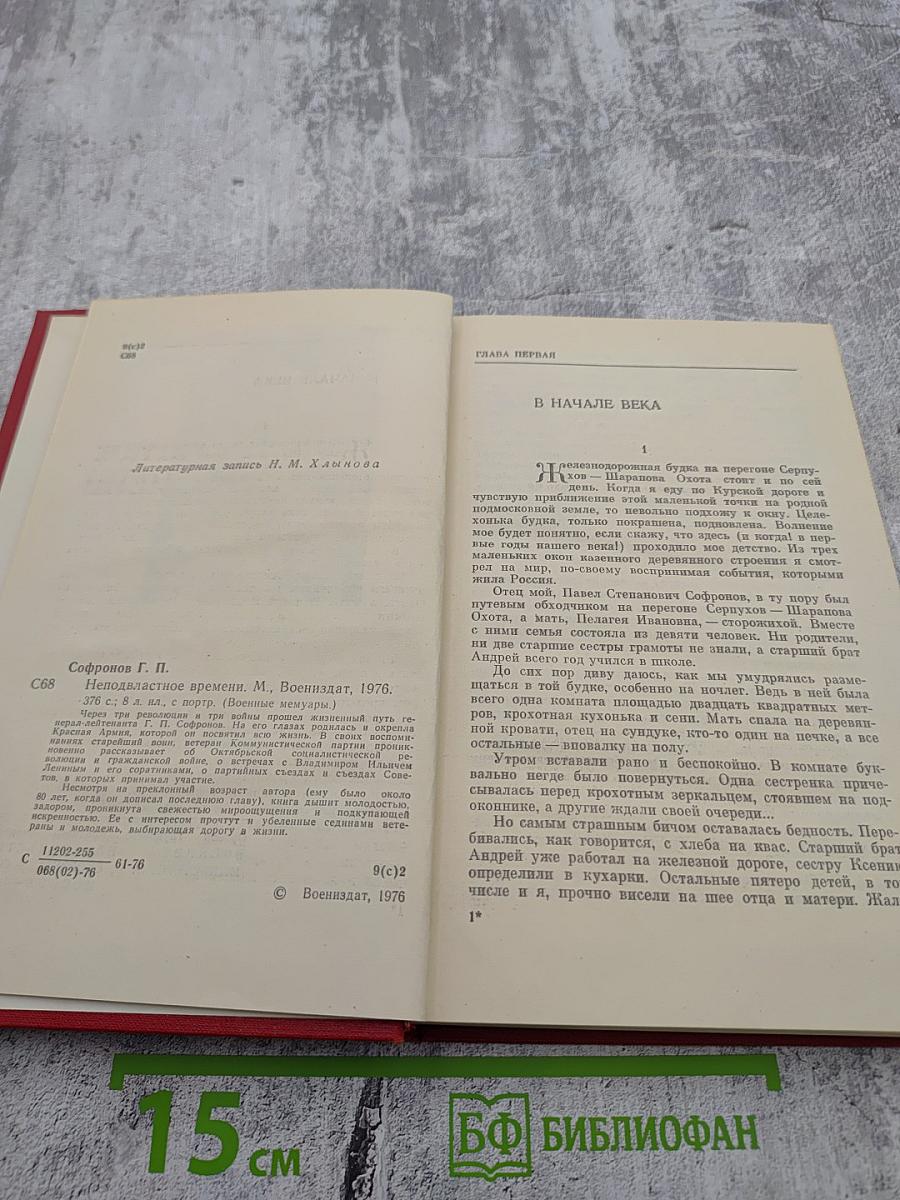 9(с)2
С68
Литературная запись Н. М. Хлынова
Софронов Г. П.
С68 Неподвластное времени. М., Воениздат, 1976.
376 с.; 8 л. ил., с портр. (Военные мемуары.)
Через три революции и три войны прошел жизненный путь ге-
нерал-лейтенанта Г. П. Софронова. На его глазах родилась и окрепла
Красная Армия, которой он посвятил всю жизнь. В своих воспоми-
наниях старейший воин, ветеран Коммунистической партии проник-
новенно рассказывает об Октябрьской социалистической ре-
волюции и гражданской войне, о встречах с Владимиром Ильичем
Лениным и его соратниками, о партийных съездах и съездах Сове-
тов, в которых принимал участие.
Несмотря на преклонный возраст автора (ему было около
80 лет, когда он дописал последнюю главу), книга дышит молодостью,
задором, проникнута свежестью мироощущения и подкупающей
искренностью. Ее с интересом прочтут и убеленные сединами вете-
раны и молодежь, выбирающая дорогу в жизни.
С 11202-255
068(02)-76 61-76
9(с)2
© Воениздат, 1976
ГЛАВА ПЕРВАЯ
В НАЧАЛЕ ВЕКА
1
Железнодорожная будка на перегоне Серпу-
хов — Шарапова Охота стоит и по сей
день. Когда я еду по Курской дороге и
чувствую приближение этой маленькой точки на родной
подмосковной земле, то невольно подхожу к окну. Целе-
хонька будка, только покрашена, подновлена. Волнение
мое будет понятно, если скажу, что здесь (и когда! в пер-
вые годы нашего века!) проходило мое детство. Из трех
маленьких окон казенного деревянного строения я смот-
рел на мир, по-своему воспринимая события, которыми
жила Россия.
Отец мой, Павел Степанович Софронов, в ту пору был
путевым обходчиком на перегоне Серпухов — Шарапова
Охота, а мать, Пелагея Ивановна, — сторожихой. Вместе
с ними семья состояла из девяти человек. Ни родители,
ни две старшие сестры грамоты не знали, а старший брат
Андрей всего год учился в школе.
До сих пор диву даюсь, как мы умудрялись разме-
щаться в той будке, особенно на ночлег. Ведь в ней была
всего одна комната площадью двадцать квадратных мет-
ров, крохотная кухонька и сени. Мать спала на деревян-
ной кровати, отец на сундуке, кто-то один на печке, а все
остальные — вповалку на полу.
Утром вставали рано и беспокойно. В комнате бук-
вально негде было повернуться. Одна сестренка приче-
сывалась перед крохотным зеркальцем, стоявшем на под-
оконнике, а другие ждали своей очереди...
Но самым страшным бичом оставалась бедность. Пере-
бивались, как говорится, с хлеба на квас. Старший брат
Андрей уже работал на железной дороге, сестру Ксению
определили в кухарки. Остальные пятеро детей, в то
числе и я, прочно висели на шее отца и матери. Жал
1*
15 см
БФ БИБЛИОФАН